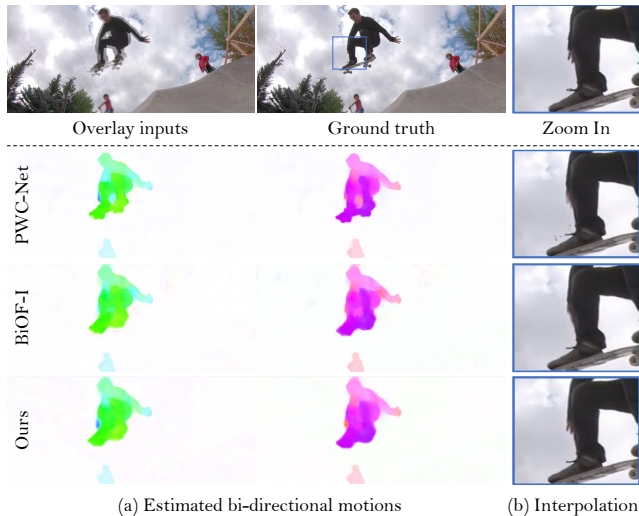 Overlay inputs
Ground truth
Zoom In
PWC-Net
BiOF-I
Ours
(a) Estimated bi-directional motions
(b) Interpolation